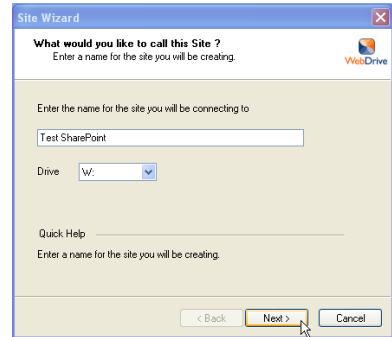 Site Wizard
What would you like to call this Site ?
Enter a name for the site you will be creating.
WebDrive
Enter the name for the site you will be connecting to
Test SharePoint
Drive W:
Quick Help
Enter a name for the site you will be creating.
< Back Next > Cancel